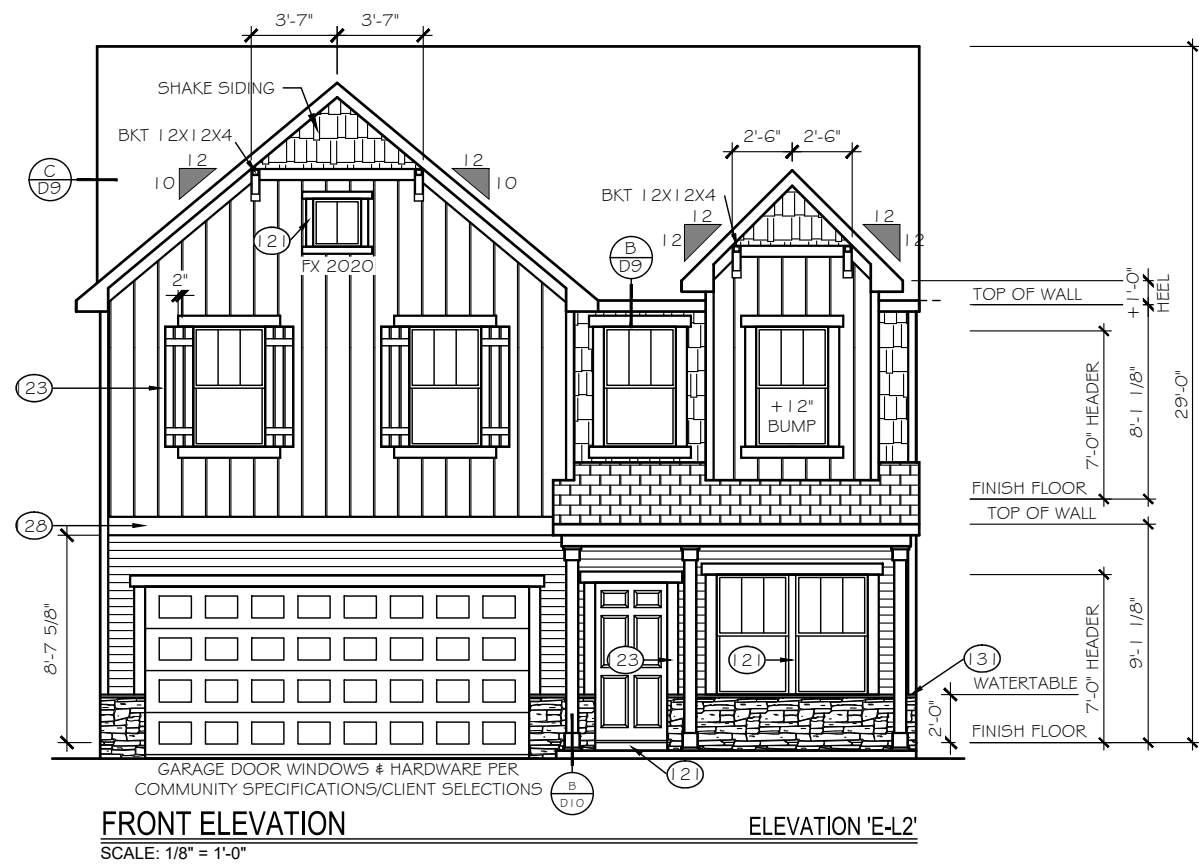 3'-7" 3'-7"
SHAKE SIDING
BKT 12X12X4
12
10
12
10
C
D9
121
FX 2020
2"
23
28
8'-7 5/8"
2'-6" 2'-6"
BKT 12X12X4
12
12
12
12
B
D9
+12"
BUMP
+1'-0"
HEEL
TOP OF WALL
7'-0" HEADER
8'-1 1/8"
29'-0"
FINISH FLOOR
TOP OF WALL
7'-0" HEADER
9'-1 1/8"
23
121
131
WATERTABLE
2'-0"
FINISH FLOOR
121
GARAGE DOOR WINDOWS & HARDWARE PER
COMMUNITY SPECIFICATIONS/CLIENT SELECTIONS
B
D10
FRONT ELEVATION
ELEVATION 'E-L2'
SCALE: 1/8" = 1'-0"